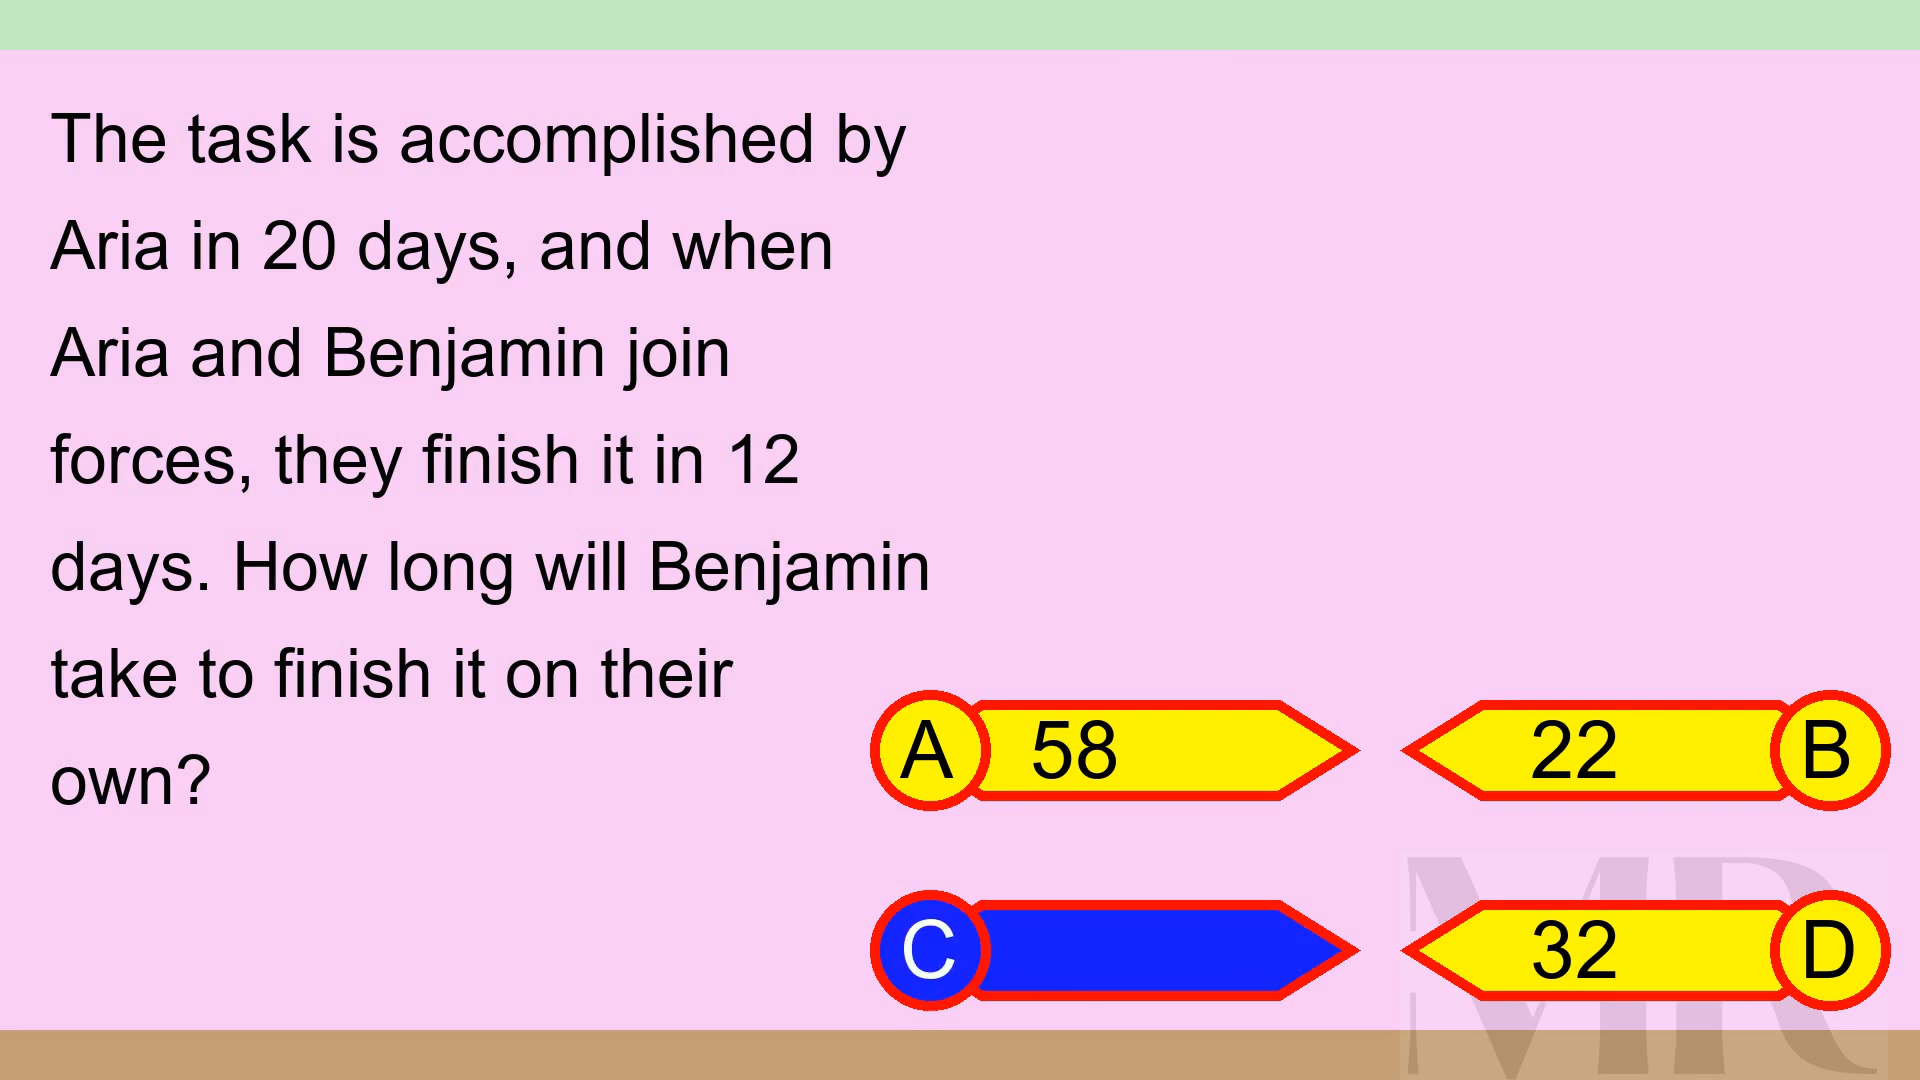 The task is accomplished by
Aria in 20 days, and when
Aria and Benjamin join
forces, they finish it in 12
days. How long will Benjamin
take to finish it on their
own?
A 58
22 B
C
32 D
MR